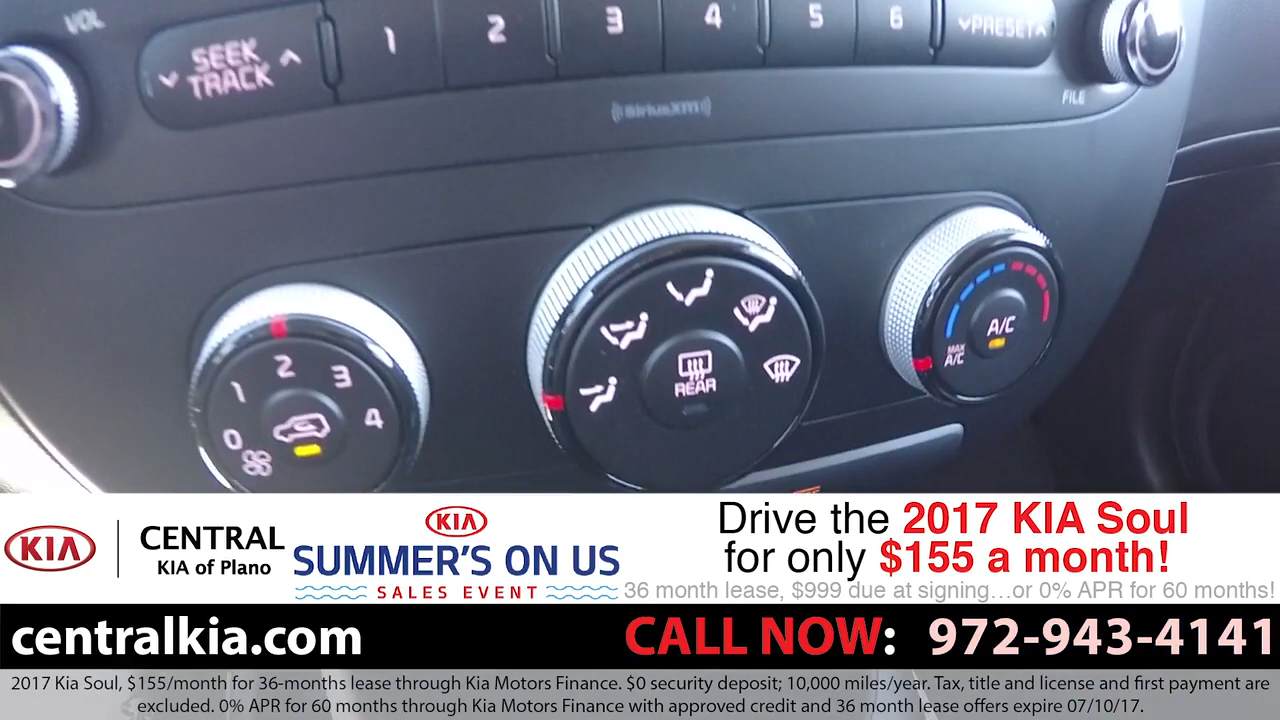 VOL
SEEK
TRACK
1 2 3 4 5 6
PRESET
FILE
((SiriusXM))
0 1 2 3 4
REAR
MAX
A/C
A/C
KIA
CENTRAL
KIA of Plano
KIA
SUMMER'S ON US
SALES EVENT
Drive the 2017 KIA Soul
for only $155 a month!
36 month lease, $999 due at signing...or 0% APR for 60 months!
centralkia.com
CALL NOW: 972-943-4141
2017 Kia Soul, $155/month for 36-months lease through Kia Motors Finance. $0 security deposit; 10,000 miles/year. Tax, title and license and first payment are
excluded. 0% APR for 60 months through Kia Motors Finance with approved credit and 36 month lease offers expire 07/10/17.